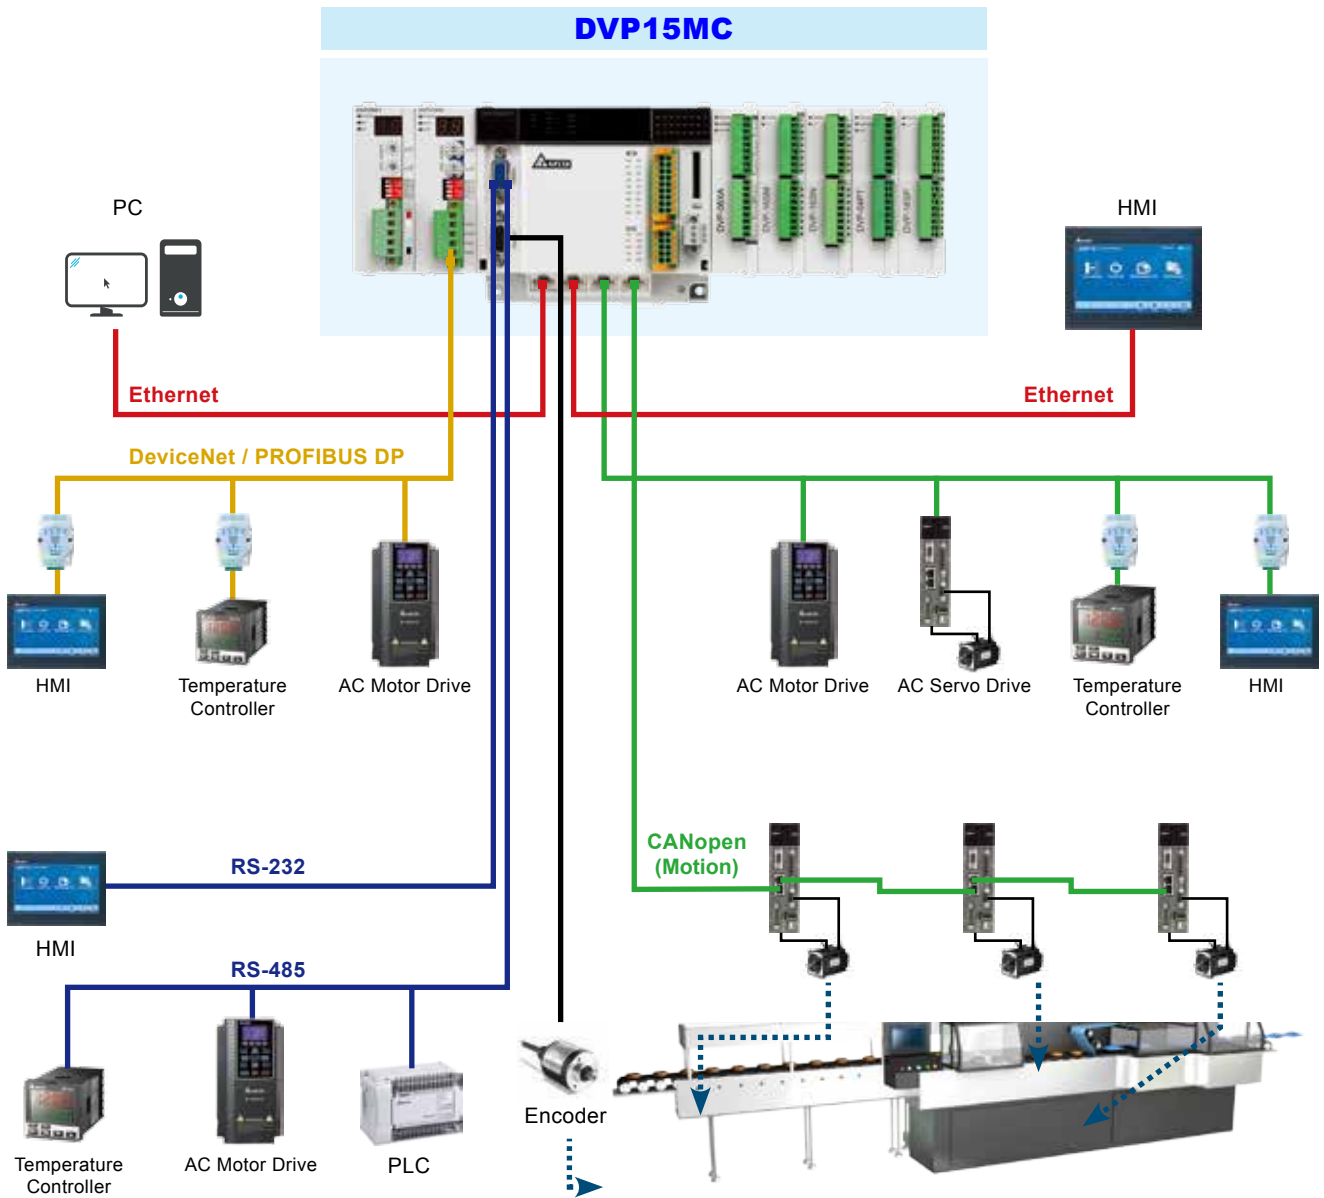 DVP15MC
PC
HMI
Ethernet
Ethernet
DeviceNet / PROFIBUS DP
HMI
Temperature
Controller
AC Motor Drive
AC Motor Drive
AC Servo Drive
Temperature
Controller
HMI
CANopen
(Motion)
RS-232
HMI
RS-485
Temperature
Controller
AC Motor Drive
PLC
Encoder